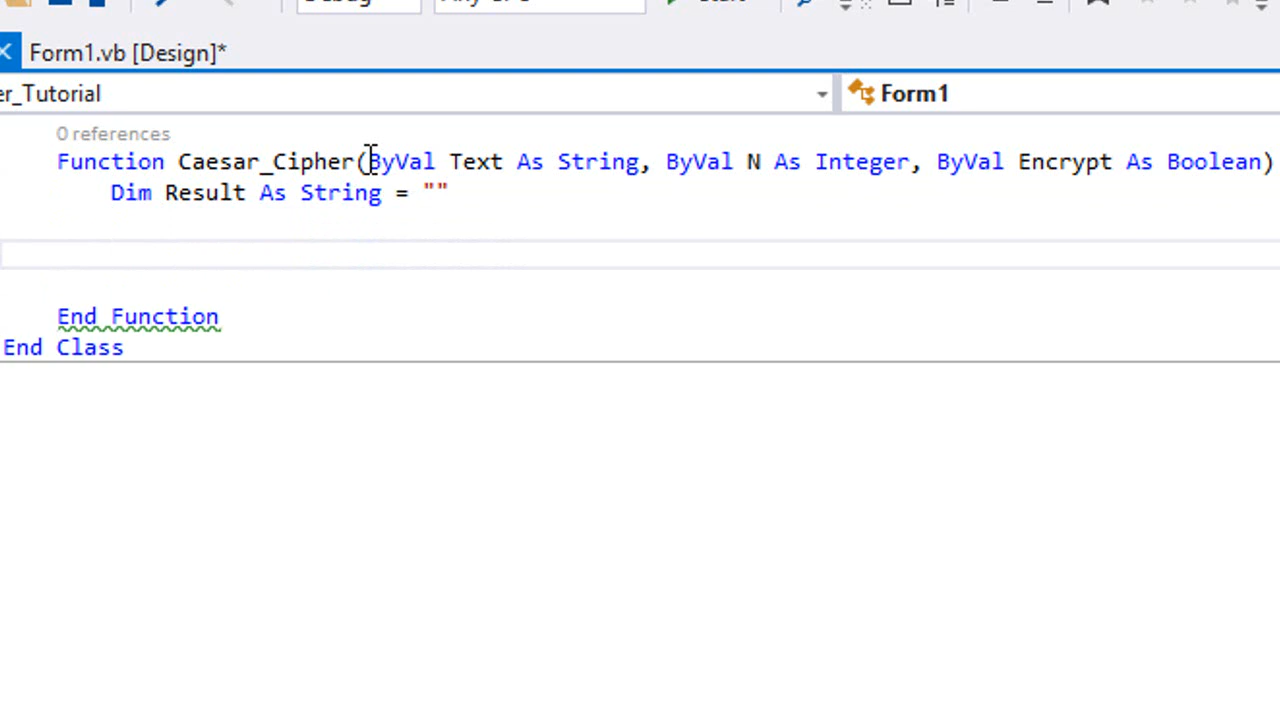 Form1.vb [Design]*
er_Tutorial
Form1
0 references
Function Caesar_Cipher(ByVal Text As String, ByVal N As Integer, ByVal Encrypt As Boolean)
Dim Result As String = ""
End Function
End Class